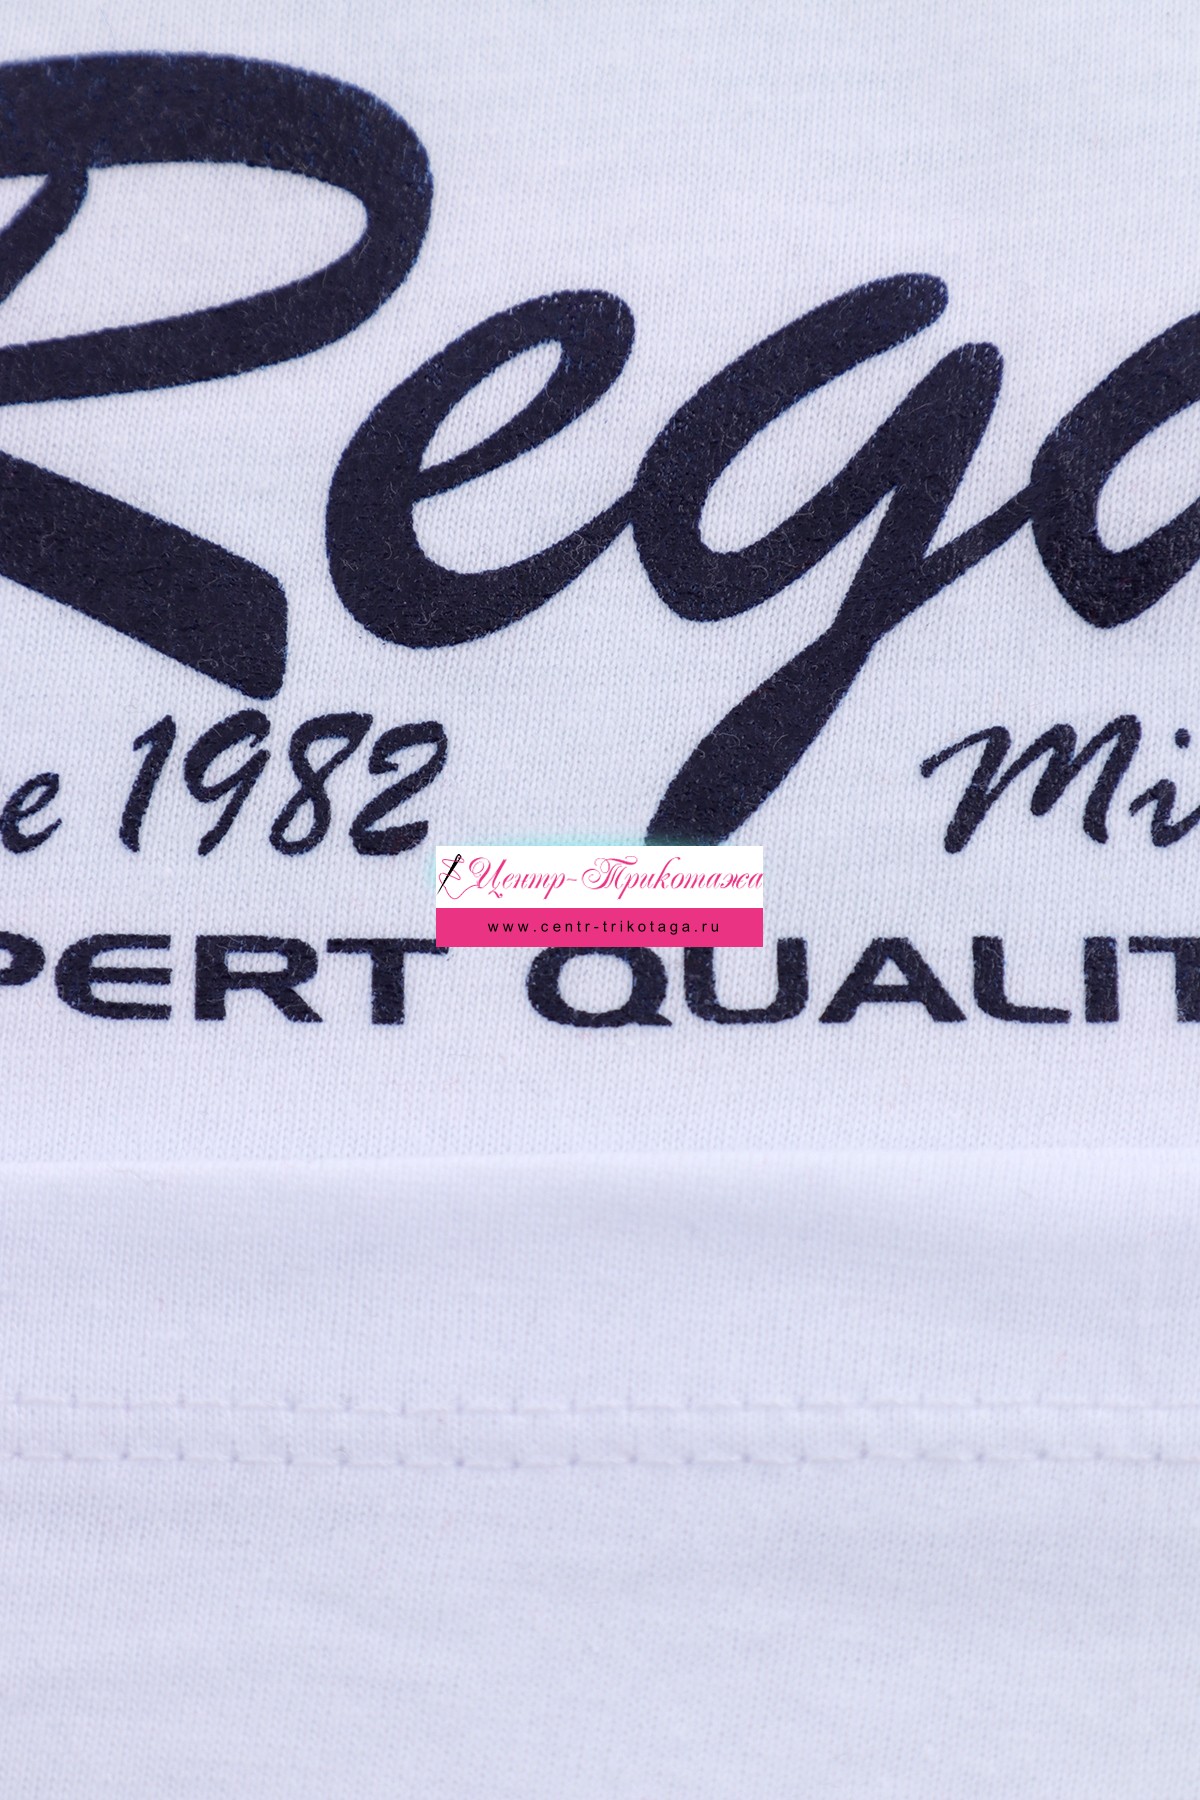 Rega
e 1982 Mi
Центр-Трикотажа
www.centr-trikotaga.ru
PERT QUALIT